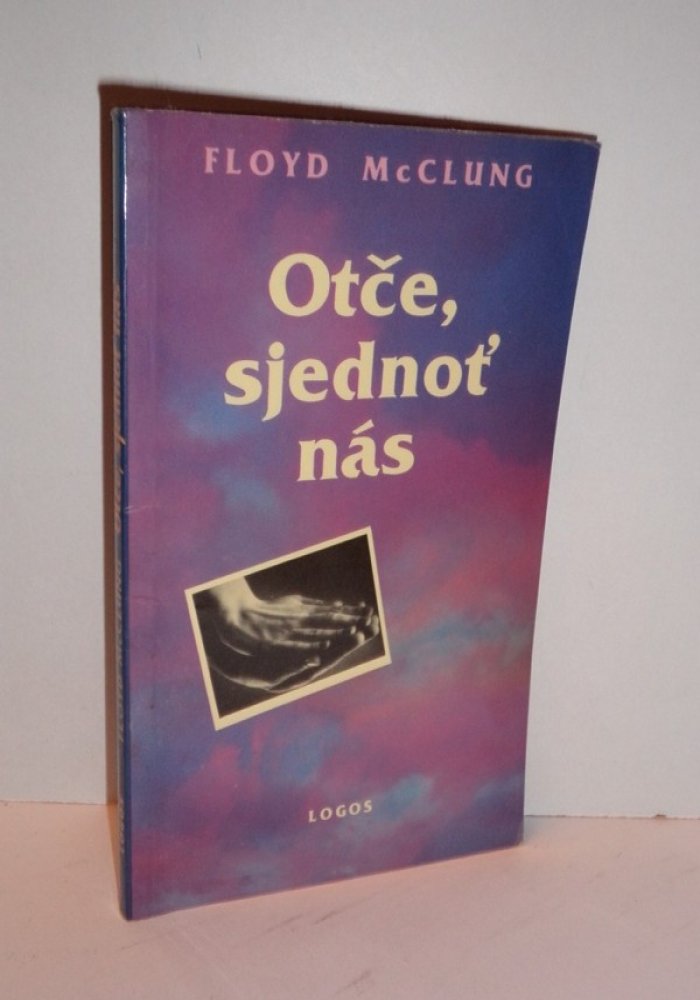 FLOYD McCLUNG
Otče,
sjednoť
nás
LOGOS